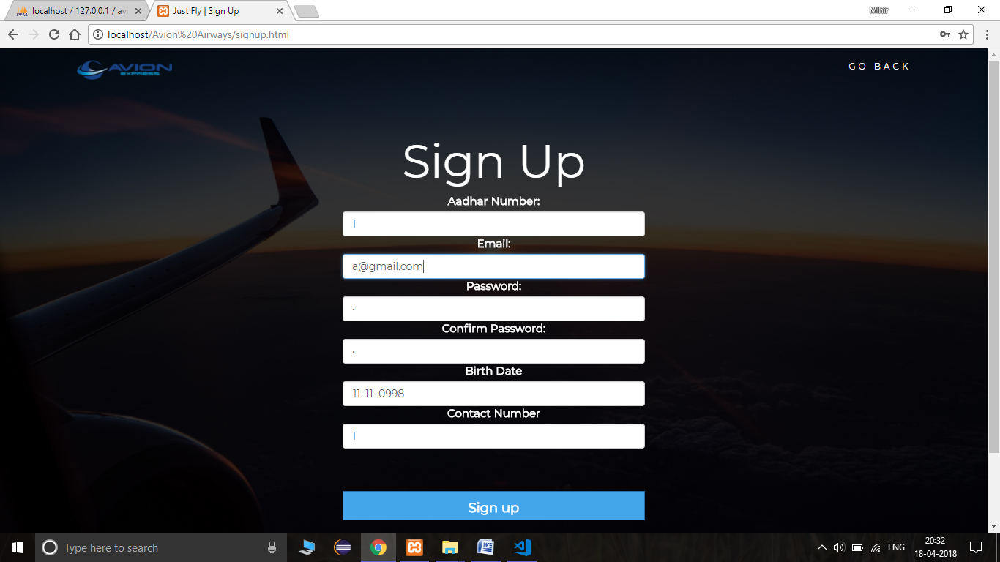 PMA localhost / 127.0.0.1 / avi
Just Fly | Sign Up
Mihir
localhost/Avion%20Airways/signup.html
AVION
EXPRESS
GO BACK
Sign Up
Aadhar Number:
1
Email:
a@gmail.com
Password:
Confirm Password:
Birth Date
11-11-0998
Contact Number
1
Sign up
Type here to search
ENG
20:32
18-04-2018